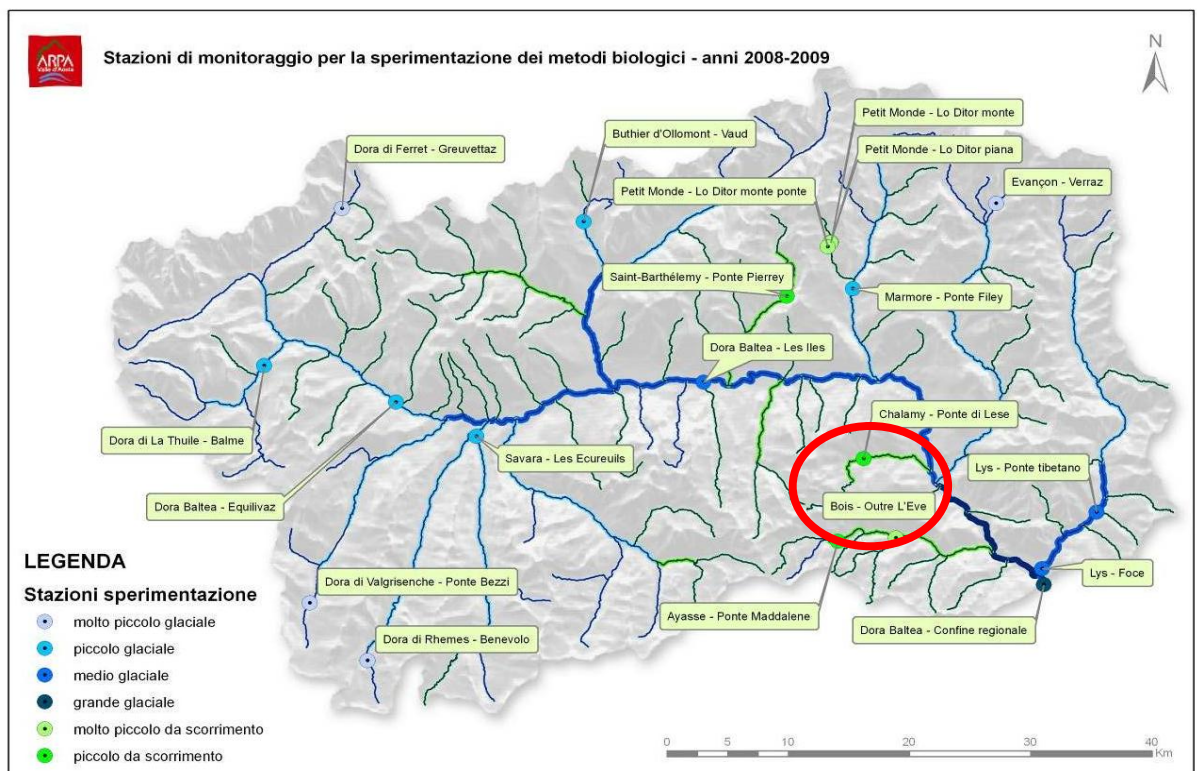 ARPA
Valle d'Aosta
Stazioni di monitoraggio per la sperimentazione dei metodi biologici - anni 2008-2009
N
Petit Monde - Lo Ditor monte
Buthier d'Ollomont - Vaud
Dora di Ferret - Greuvettaz
Petit Monde - Lo Ditor piana
Evançon - Verraz
Petit Monde - Lo Ditor monte ponte
Saint-Barthélemy - Ponte Pierrey
Marmore - Ponte Filey
Dora Baltea - Les Iles
Chalamy - Ponte di Lese
Dora di La Thuile - Balme
Savara - Les Ecureuils
Lys - Ponte tibetano
Dora Baltea - Equilivaz
Bois - Outre L'Eve
LEGENDA
Dora di Valgrisenche - Ponte Bezzi
Lys - Foce
Stazioni sperimentazione
Ayasse - Ponte Maddalene
Dora Baltea - Confine regionale
molto piccolo glaciale
Dora di Rhemes - Benevolo
piccolo glaciale
medio glaciale
grande glaciale
molto piccolo da scorrimento
piccolo da scorrimento
0 5 10 20 30 40
Km